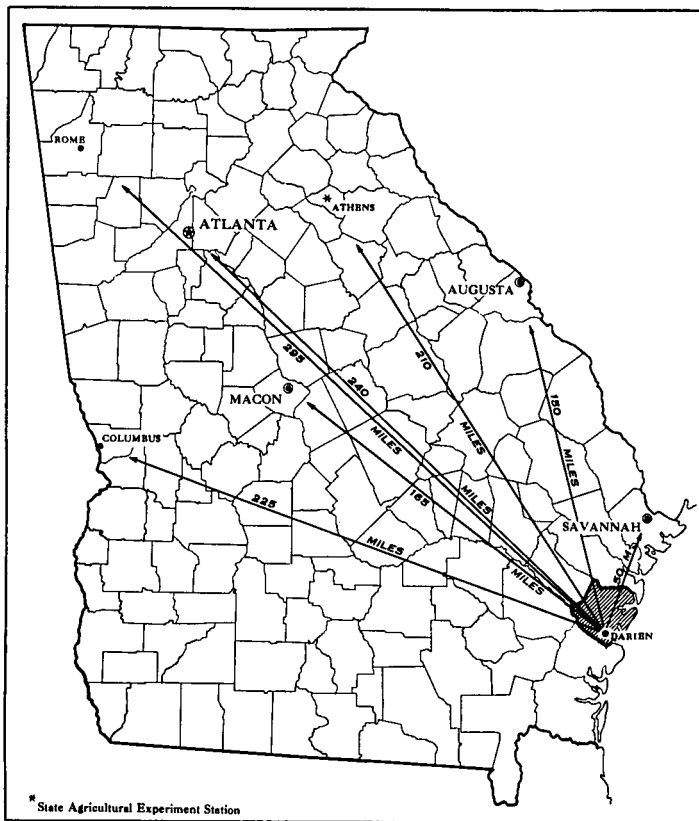 ROME
* ATHENS
ATLANTA
AUGUSTA
295
240
210
150
MACON
MILES
MILES
MILES
COLUMBUS
165
225
MILES
MILES
MILES
SAVANNAH
50 MI.
DARIEN
* State Agricultural Experiment Station